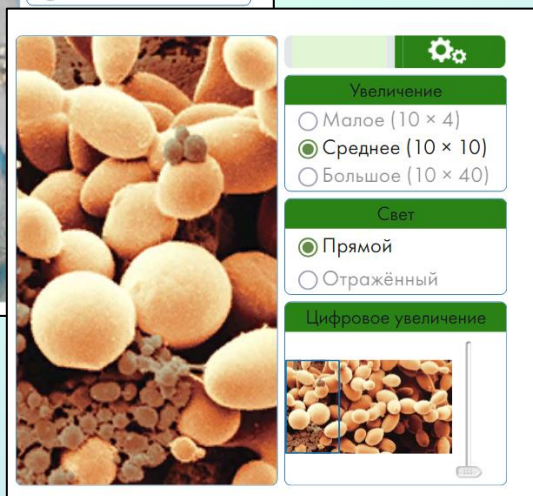 Увеличение
Малое (10 × 4)
Среднее (10 × 10)
Большое (10 × 40)
Свет
Прямой
Отражённый
Цифровое увеличение